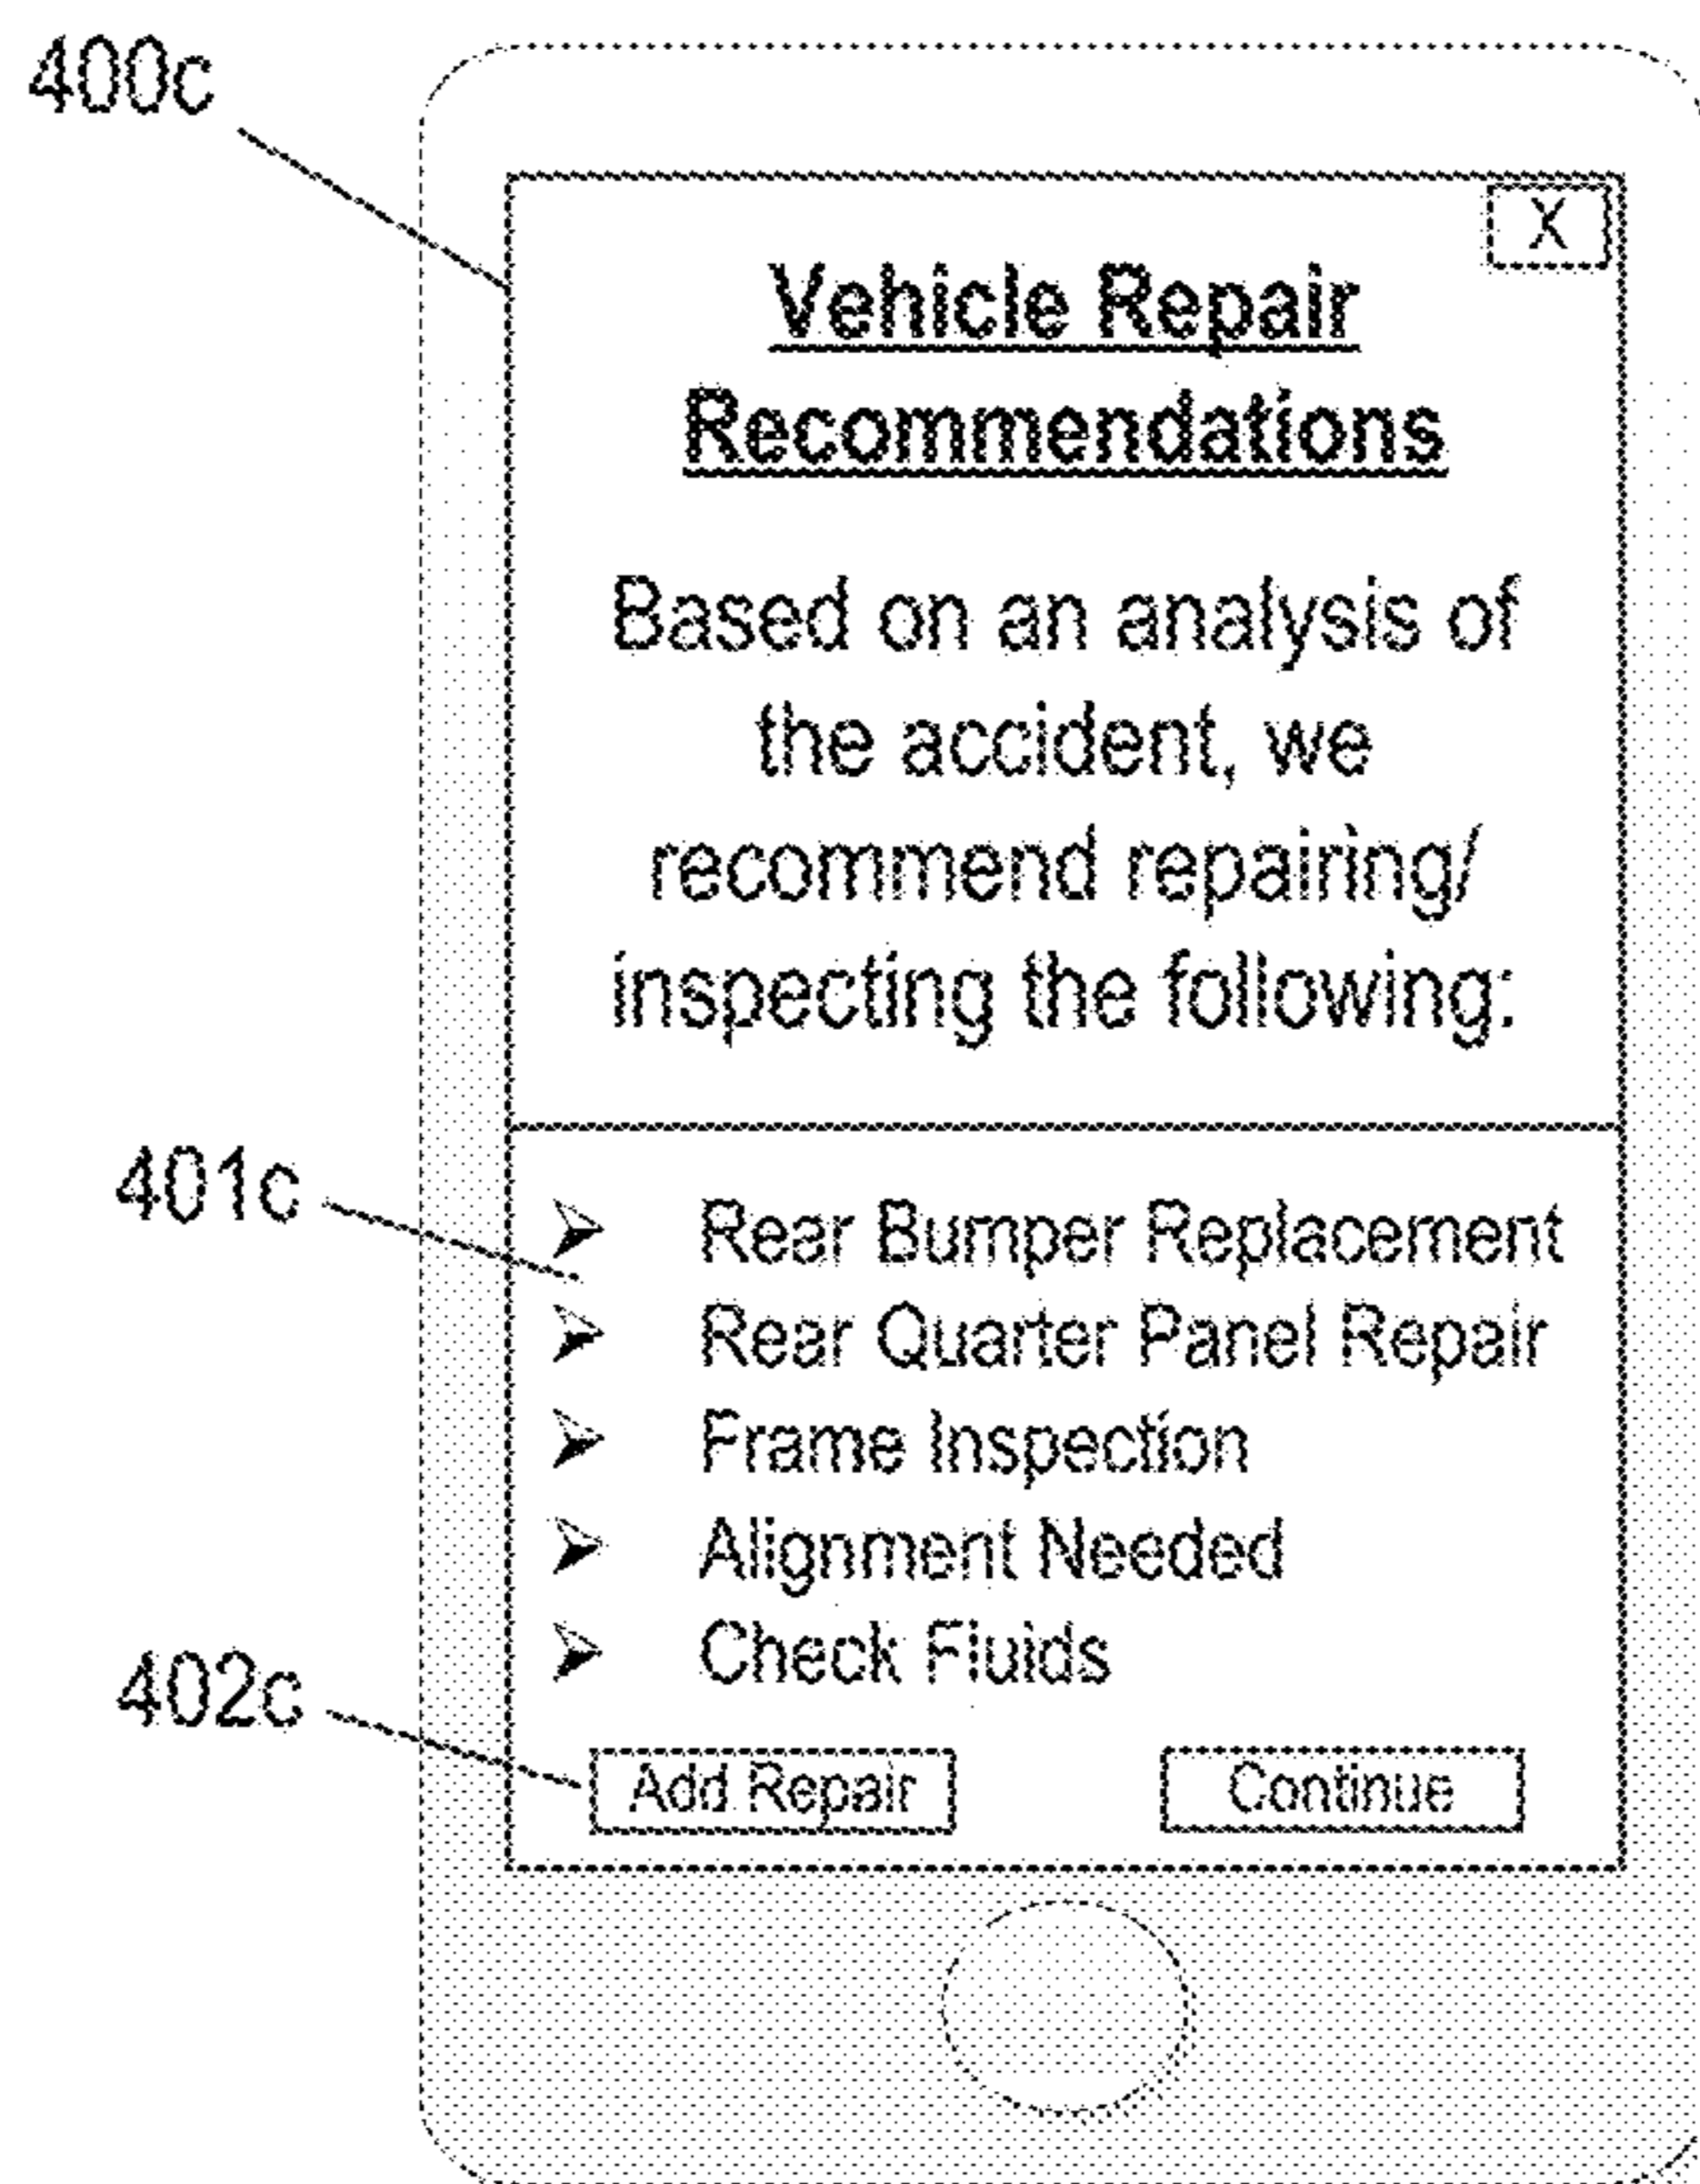 400c
X
Vehicle Repair
Recommendations
Based on an analysis of
the accident, we
recommend repairing/
inspecting the following:
401c
➢ Rear Bumper Replacement
➢ Rear Quarter Panel Repair
➢ Frame Inspection
➢ Alignment Needed
➢ Check Fluids
402c
Add Repair
Continue